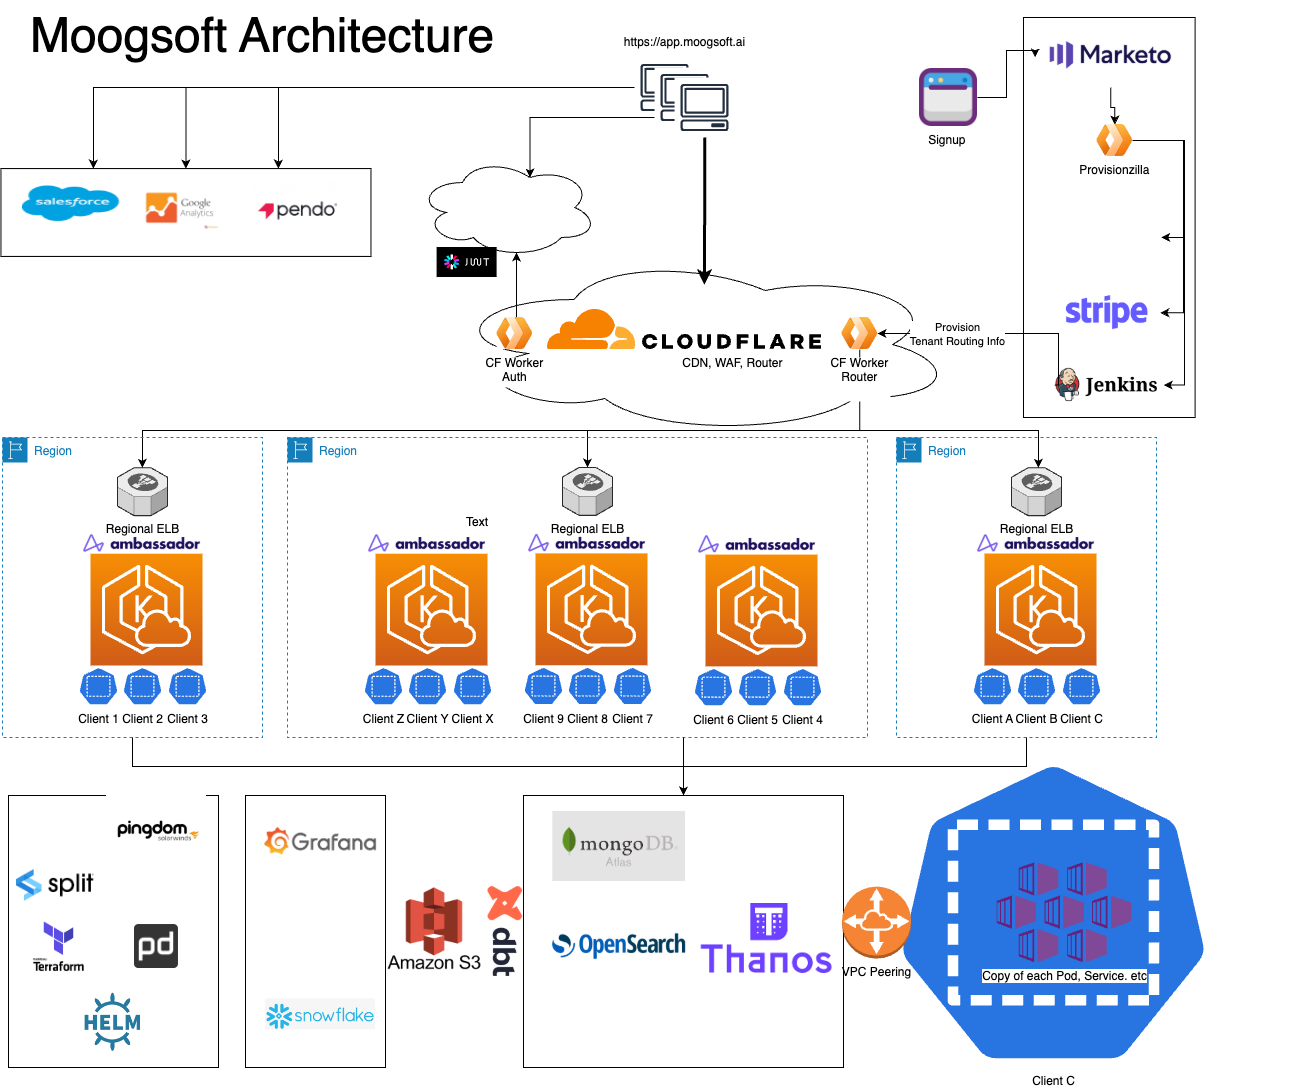 Moogsoft Architecture
https://app.moogsoft.ai
Marketo
Signup
Provisionzilla
salesforce
Google
Analytics
pendo
JWT
stripe
CLOUDFLARE
CDN, WAF, Router
CF Worker
Auth
CF Worker
Router
Provision
Tenant Routing Info
Jenkins
Region
Region
Region
Regional ELB
Text
Regional ELB
Regional ELB
ambassador
ambassador
ambassador
ambassador
ambassador
K
K
K
K
K
Client 1 Client 2 Client 3
Client Z Client Y Client X
Client 9 Client 8 Client 7
Client 6 Client 5 Client 4
Client A Client B Client C
pingdom
solarwinds
split
Terraform
pd
HELM
Grafana
snowflake
Amazon S3
dbt
mongoDB.
Atlas
OpenSearch
Thanos
VPC Peering
Copy of each Pod, Service. etc
Client C